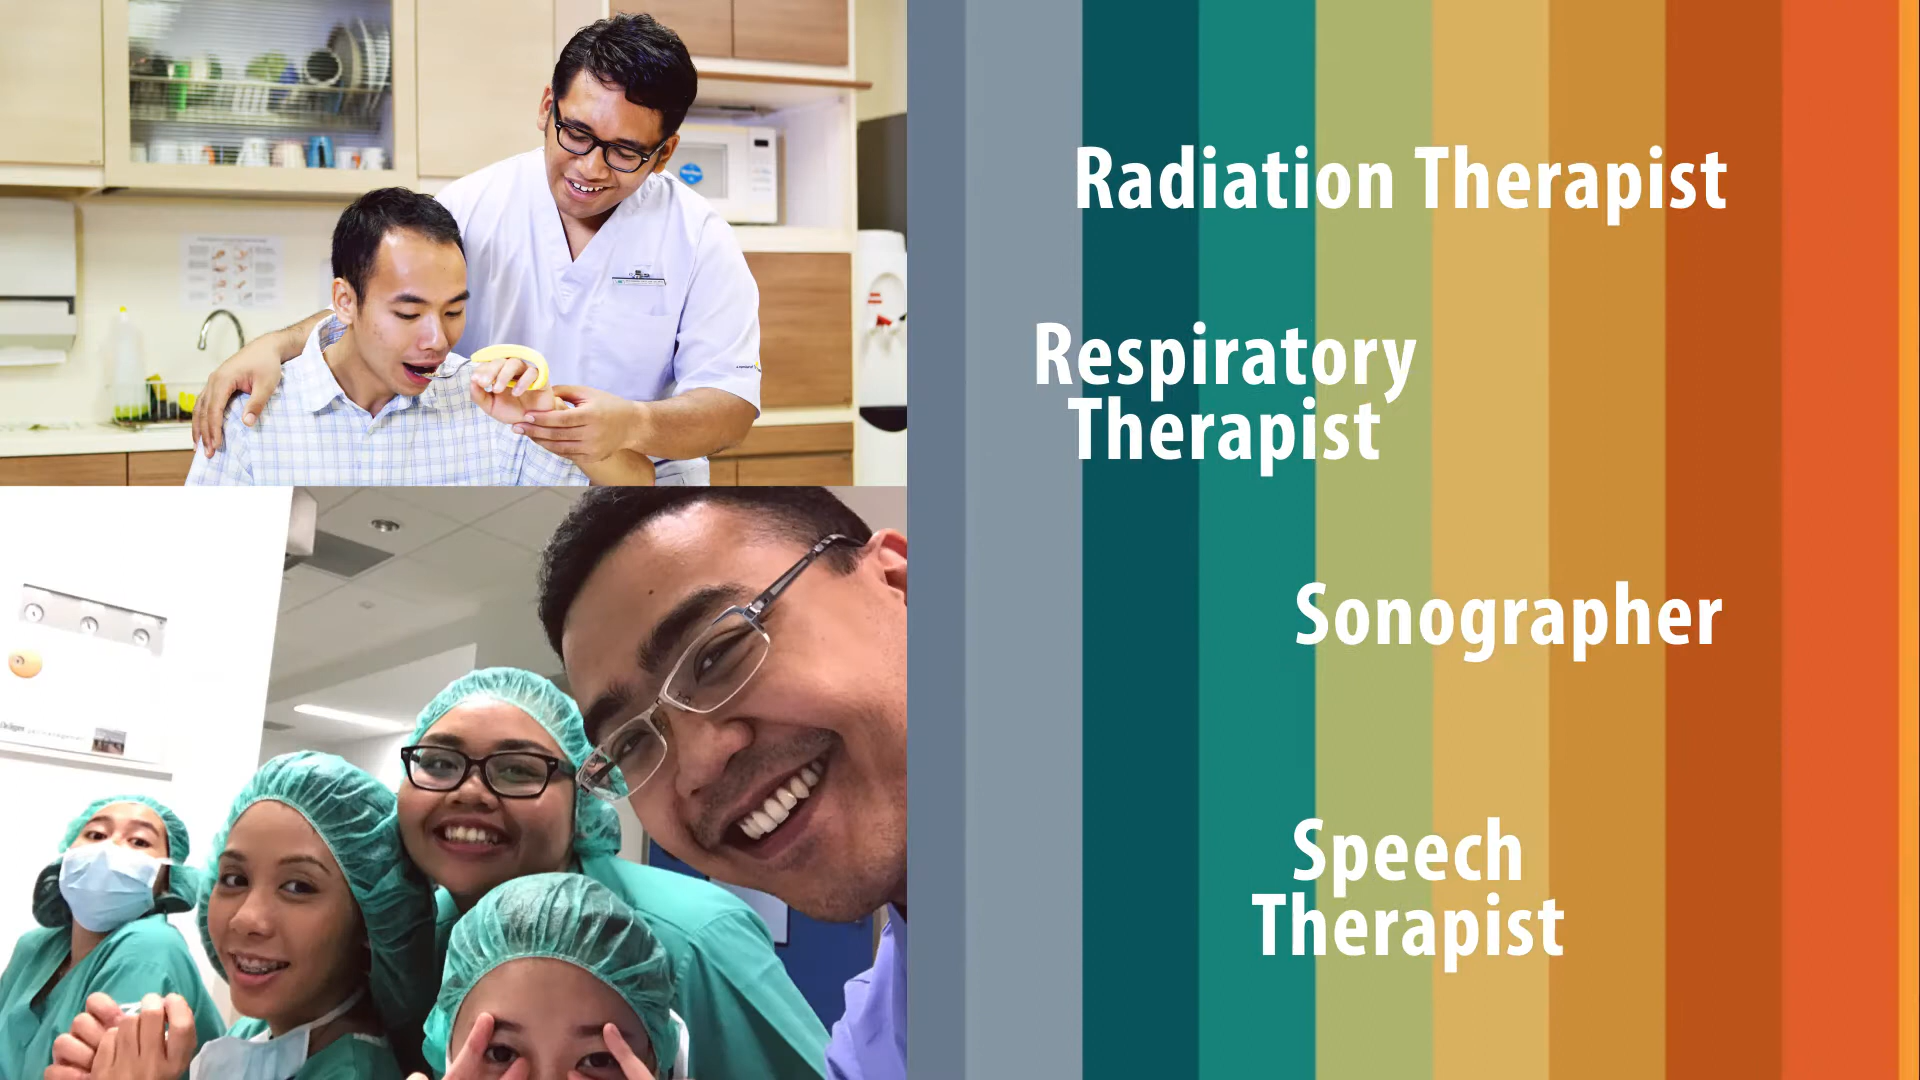 Radiation Therapist
Respiratory
Therapist
Sonographer
Speech
Therapist